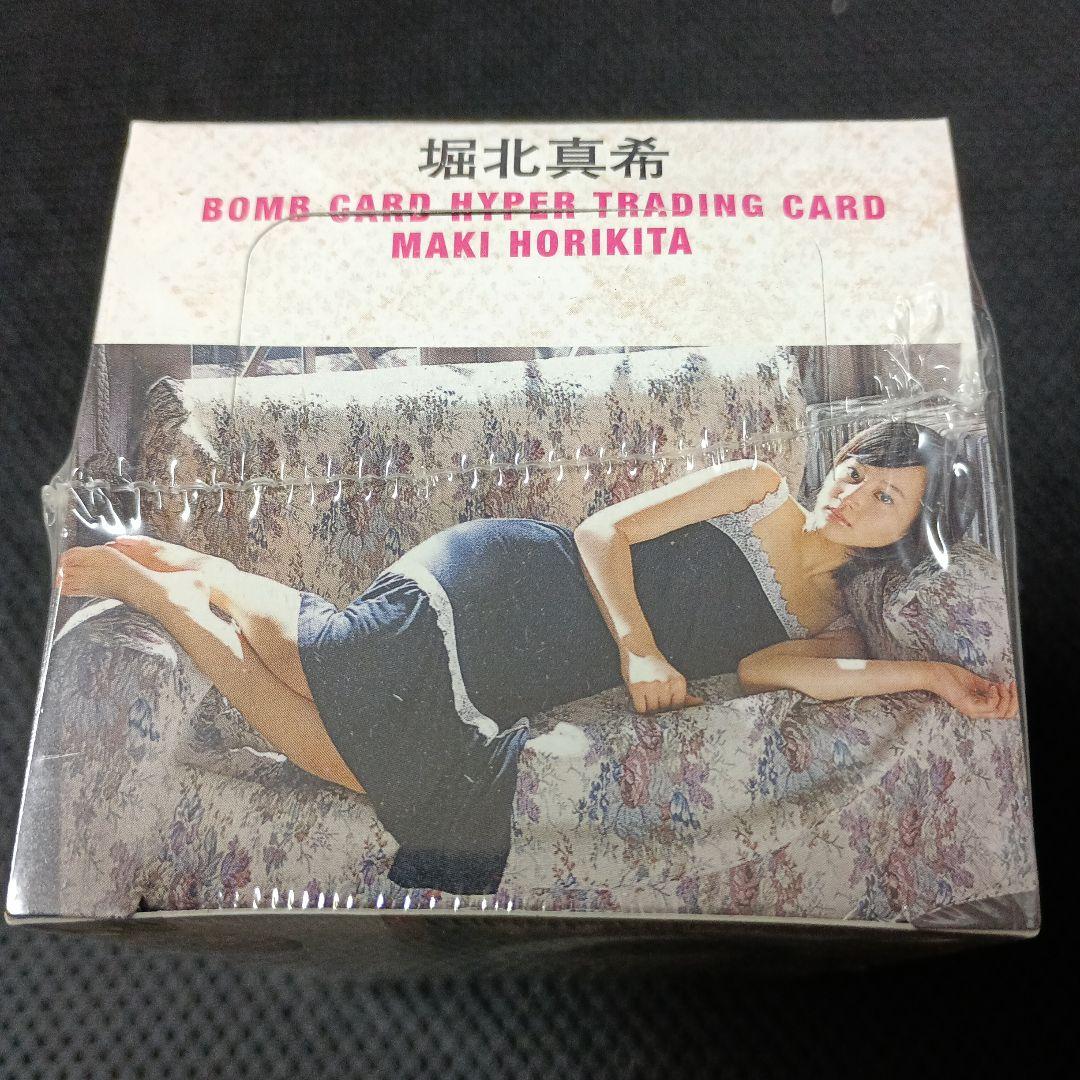 堀北真希
BOMB CARD HYPER TRADING CARD
MAKI HORIKITA